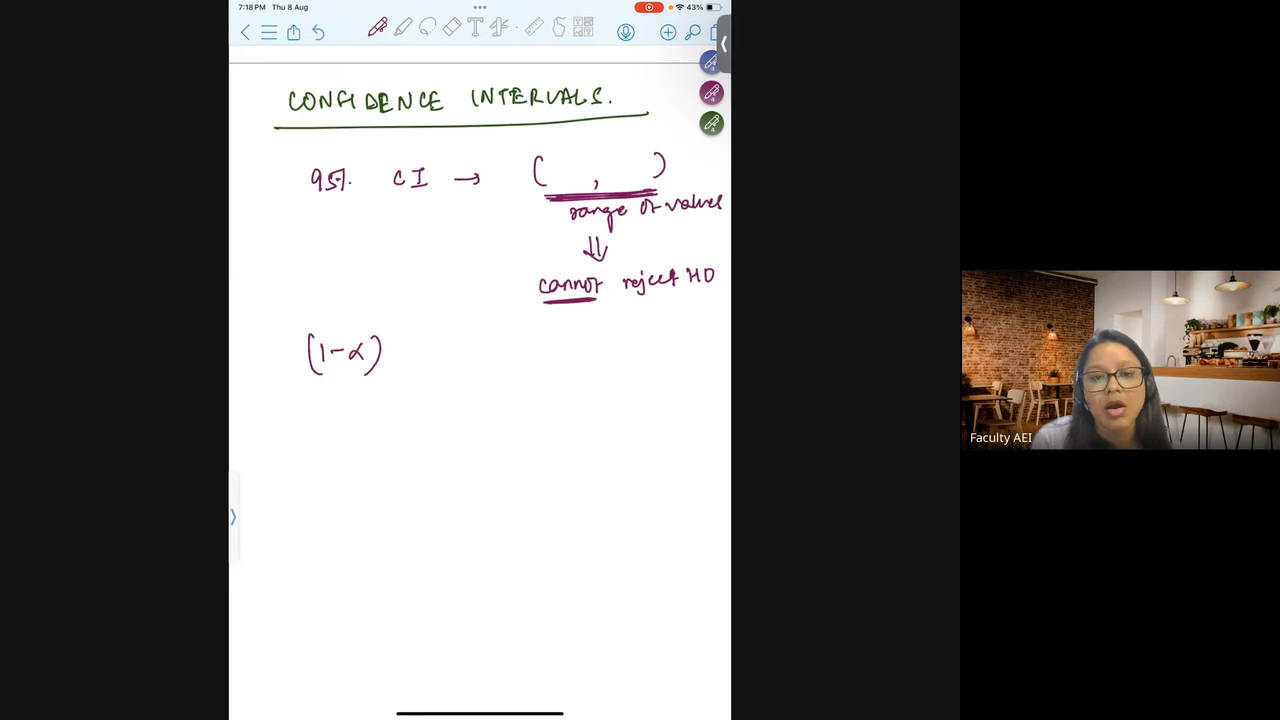 7:18 PM Thu 8 Aug
43%
CONFIDENCE INTERVALS.
95%. CI → ( , )
range of values
⇓
cannot reject H0
(1-α)
Faculty AEI